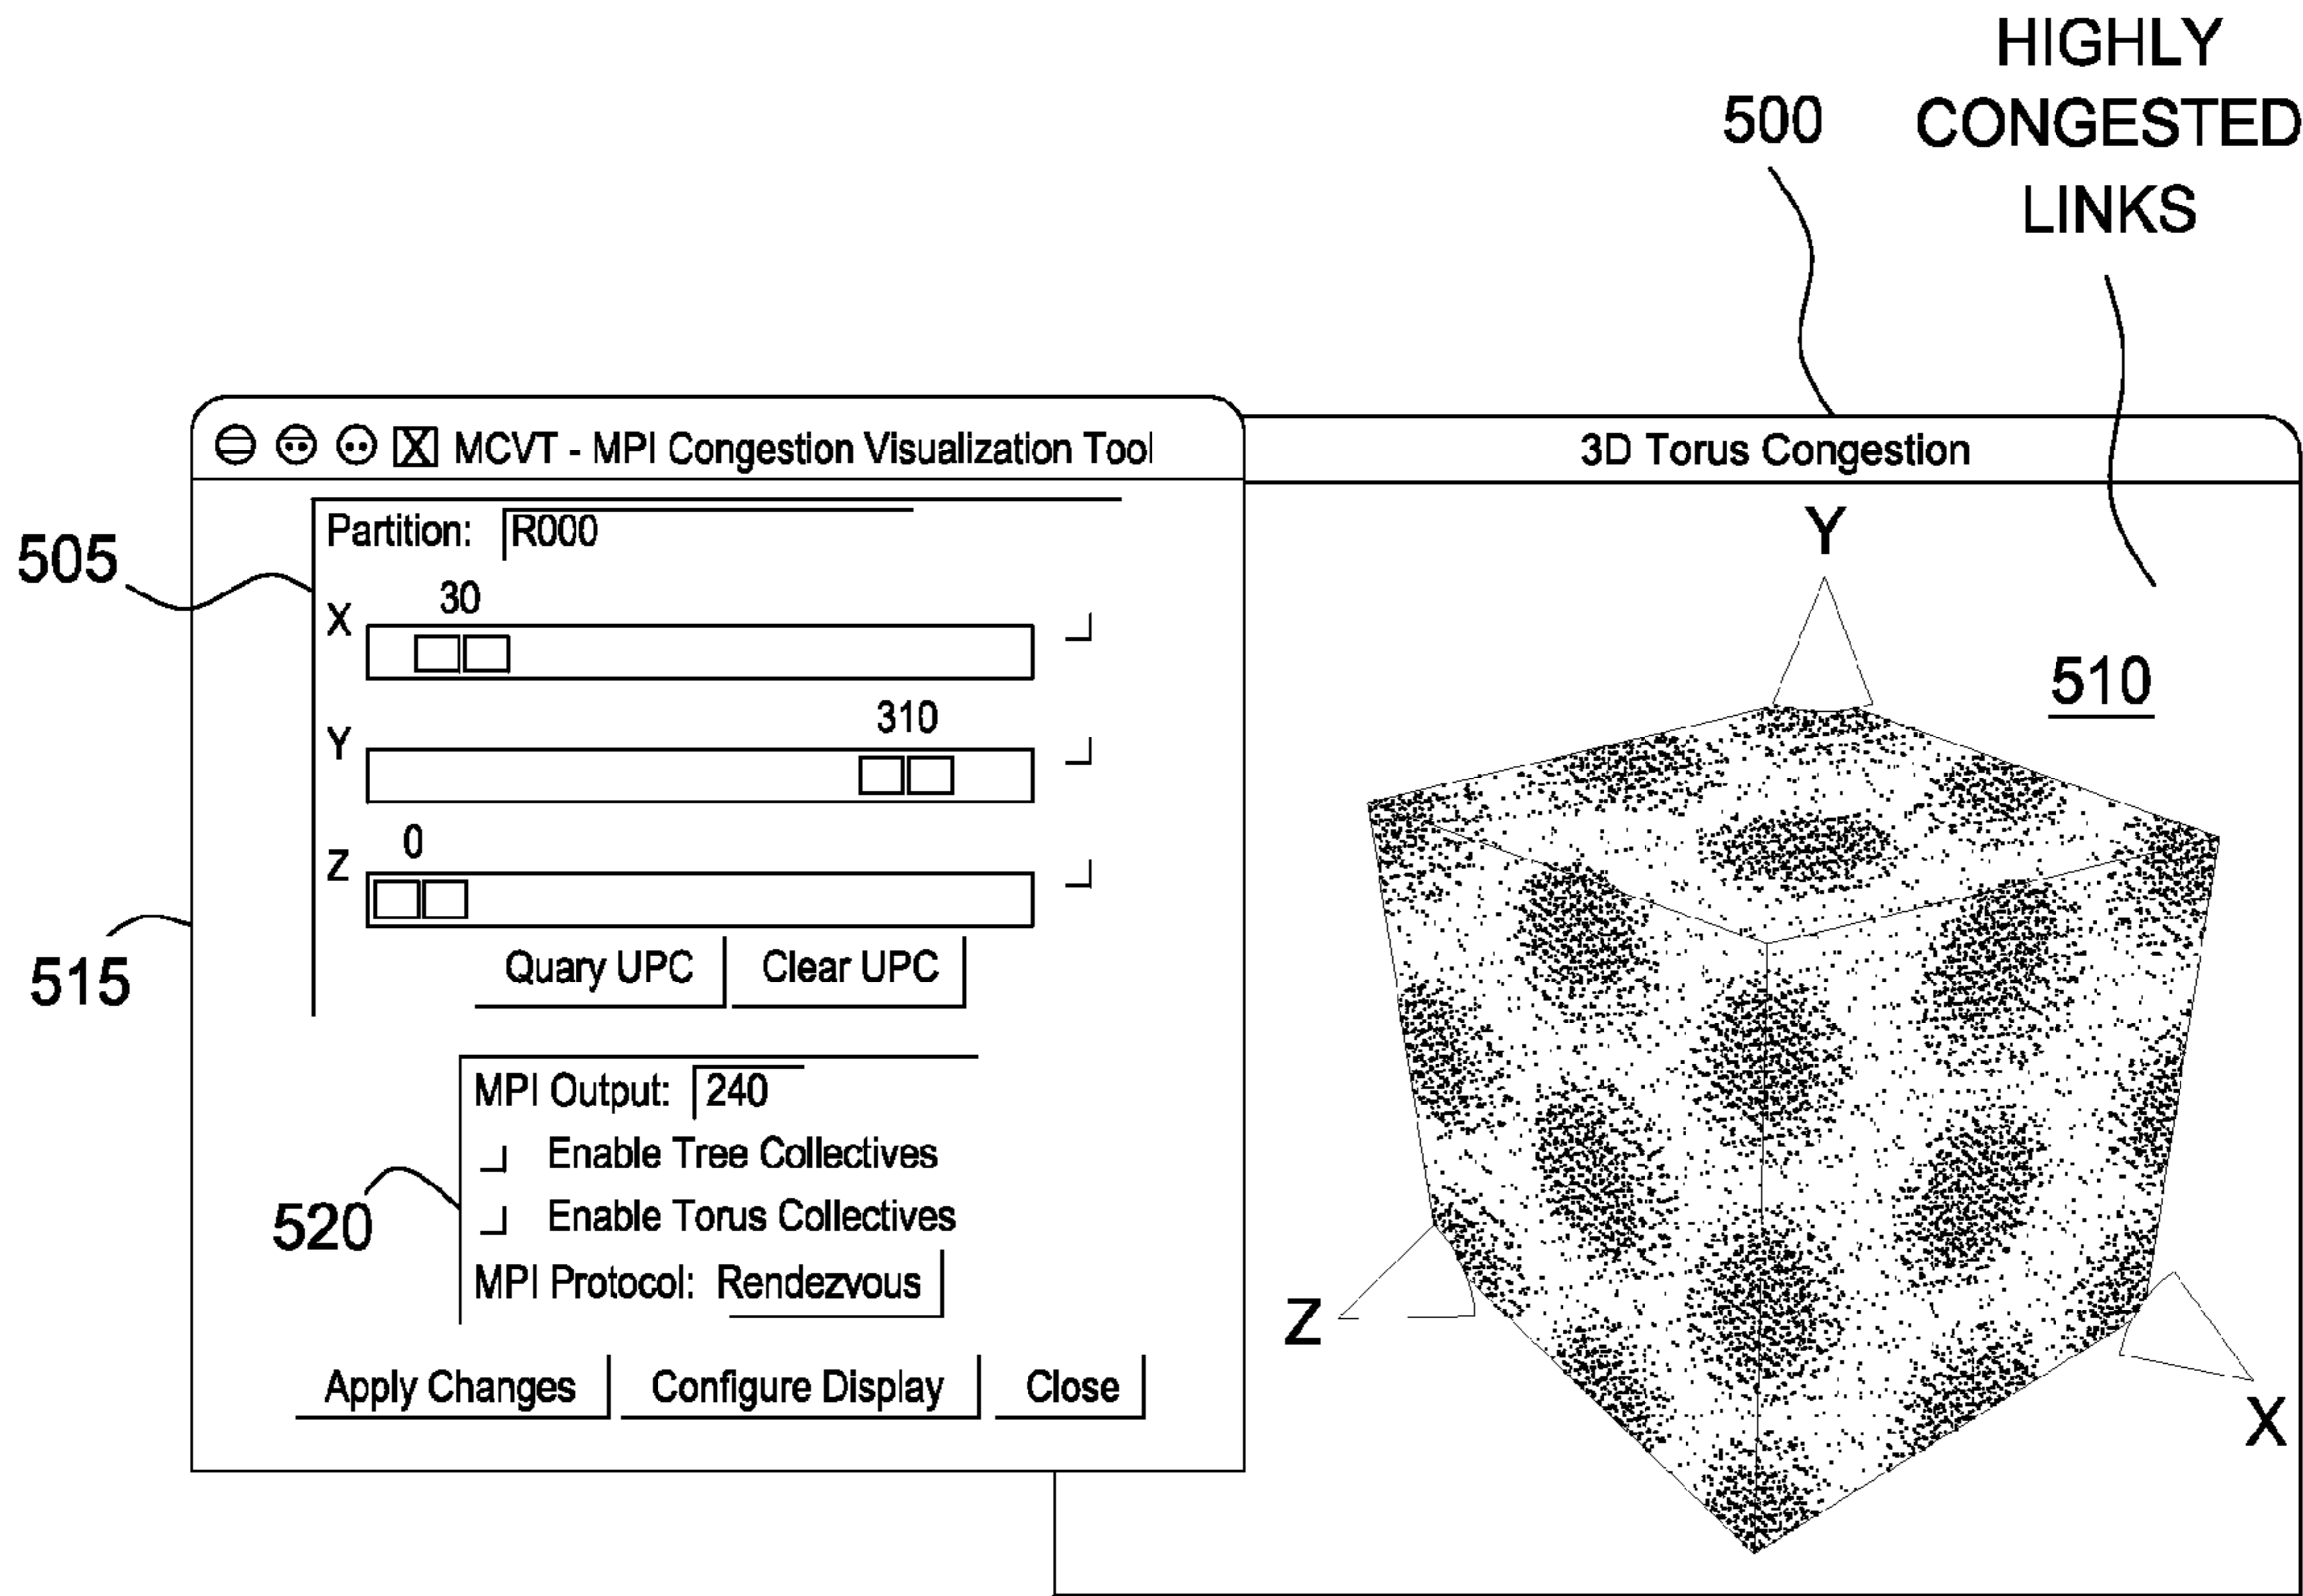 HIGHLY
CONGESTED
LINKS
500
MCVT - MPI Congestion Visualization Tool
3D Torus Congestion
505
Partition: R000
X
30
Y
310
Z
0
Quary UPC Clear UPC
515
MPI Output: 240
Enable Tree Collectives
Enable Torus Collectives
MPI Protocol: Rendezvous
520
Apply Changes Configure Display Close
Y
510
Z
X